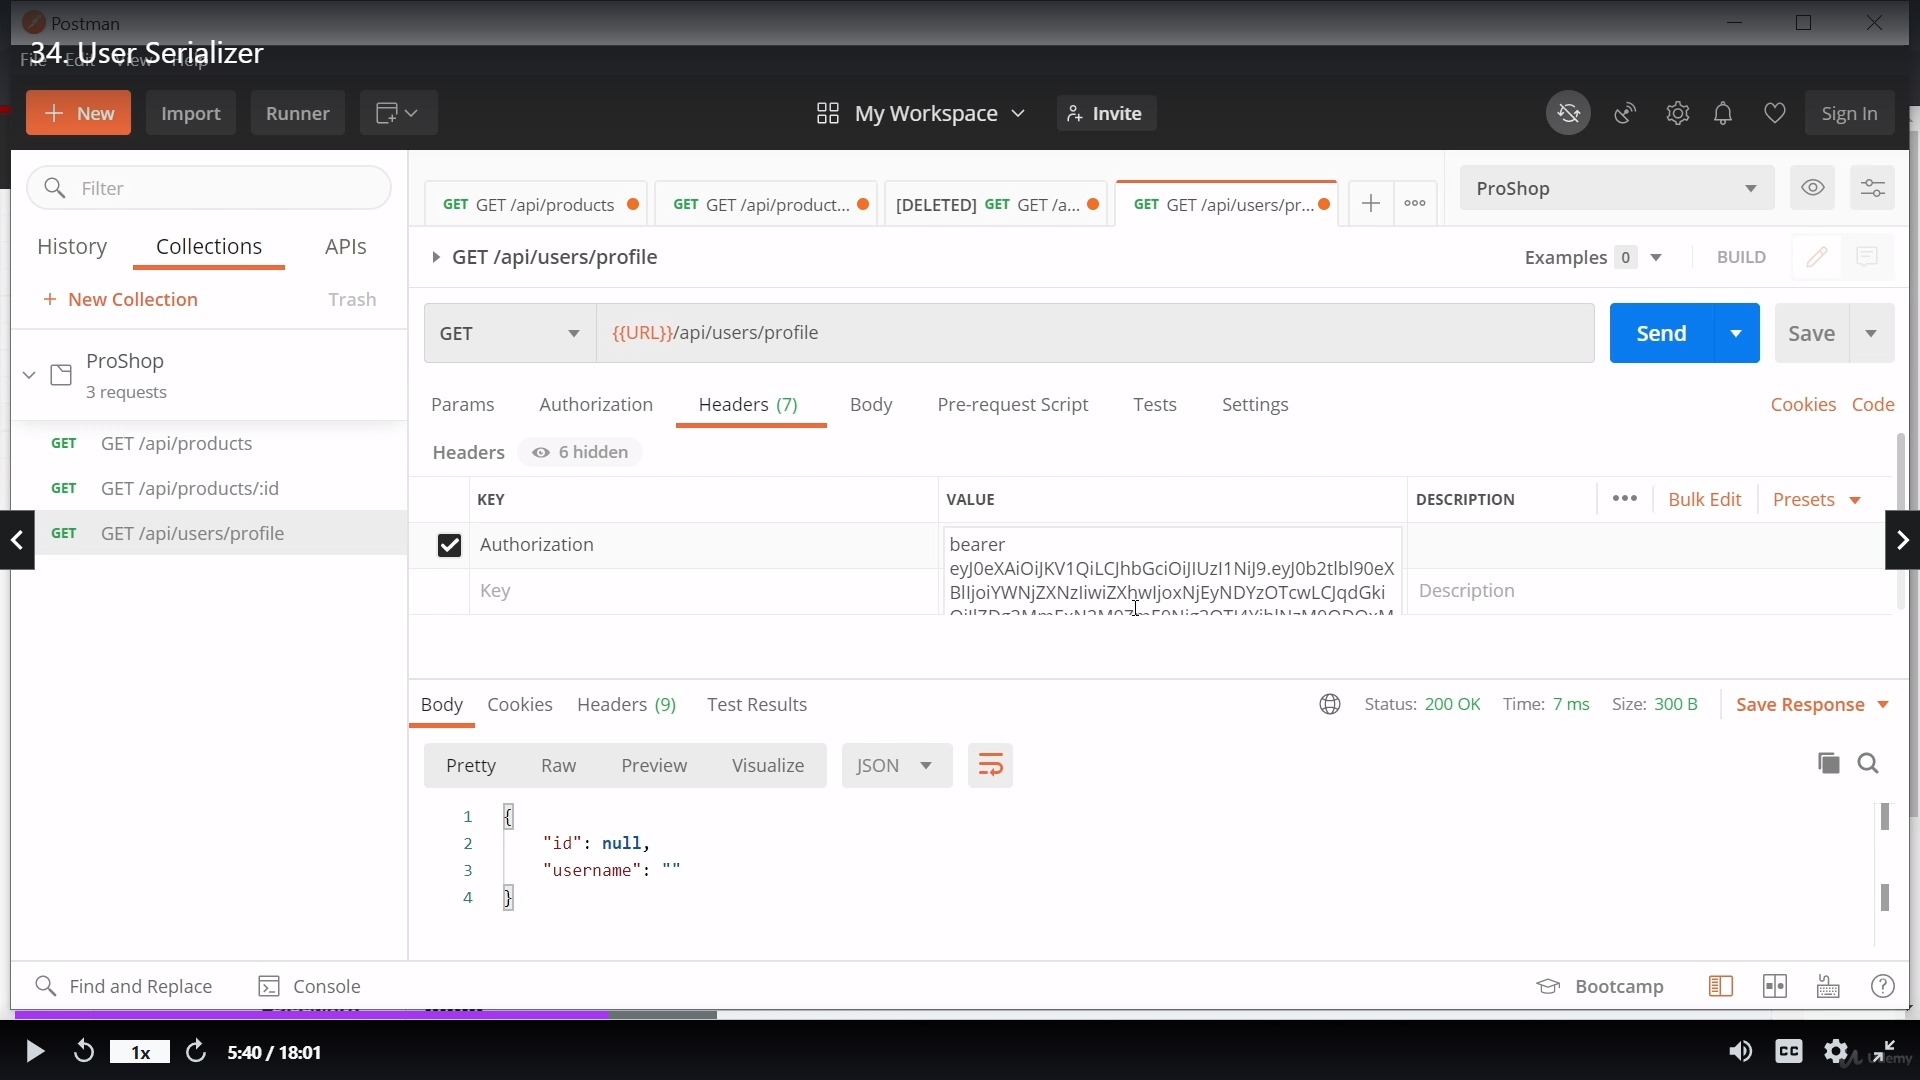 Postman
34. User Serializer
File Edit View Help
New
Import
Runner
My Workspace
Invite
Sign In
Filter
History
Collections
APIs
+ New Collection
Trash
ProShop
3 requests
GET GET /api/products
GET GET /api/products/:id
GET GET /api/users/profile
GET GET /api/products
GET GET /api/product...
[DELETED] GET GET /a...
GET GET /api/users/pr...
ProShop
GET /api/users/profile
Examples 0
BUILD
GET
{{URL}}/api/users/profile
Send
Save
Params
Authorization
Headers (7)
Body
Pre-request Script
Tests
Settings
Cookies
Code
Headers
6 hidden
KEY
VALUE
DESCRIPTION
Bulk Edit
Presets
Authorization
bearer
eyJ0eXAiOiJKV1QiLCJhbGciOiJIUzI1NiJ9.eyJ0b2tlbl90eX
BlIjoiYWNjZXNzIiwiZXhwIjoxNjEyNDYzOTcwLCJqdGki
Key
Description
Body
Cookies
Headers (9)
Test Results
Status: 200 OK
Time: 7 ms
Size: 300 B
Save Response
Pretty
Raw
Preview
Visualize
JSON
1 {
2 "id": null,
3 "username": ""
4 }
Find and Replace
Console
Bootcamp
1x
5:40 / 18:01
CC
Udemy